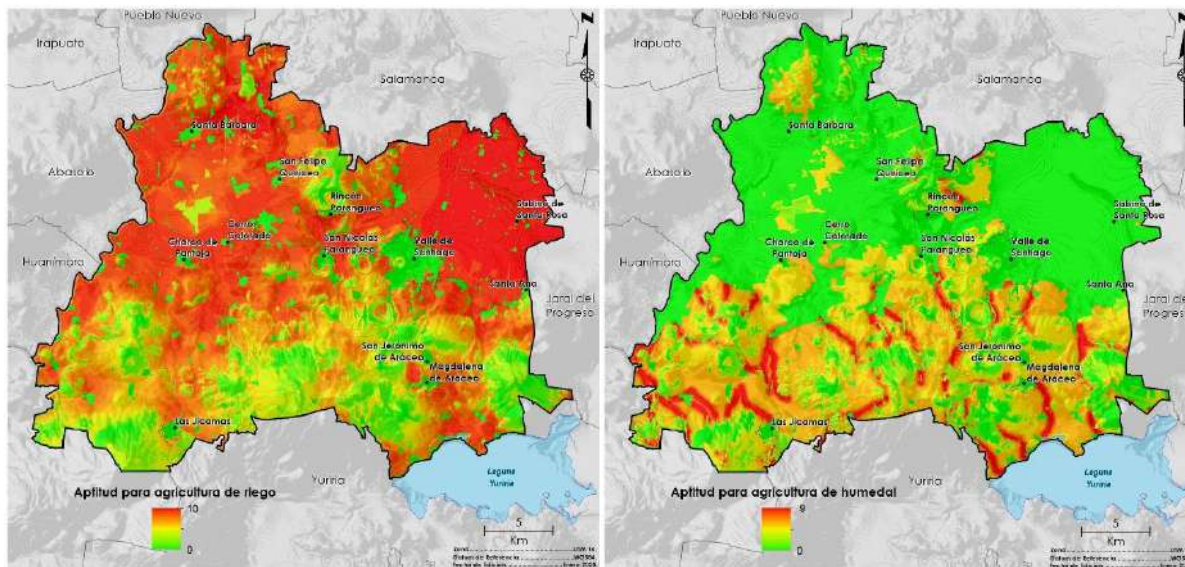 Pueblo Nuevo
Irapuato
Salamanca
Santa Barbara
San Felipe
Quiriceo
Abasolo
Rincón
Parangueo
Sabino de
Santa Rosa
Cerro
Colorado
Charco de
Pantoja
San Nicolás
Parangueo
Valle de
Santiago
Huanímaro
Santa Ana
Jaral del
Progreso
San Jerónimo
de Aráceo
Magdalena
de Aráceo
Las Jícamas
Yuriria
Laguna
Yuriria
Aptitud para agricultura de riego
10
0
5
Km
Pueblo Nuevo
Irapuato
Salamanca
Santa Barbara
San Felipe
Quiriceo
Abasolo
Rincón
Parangueo
Sabino de
Santa Rosa
Cerro
Colorado
Charco de
Pantoja
San Nicolás
Parangueo
Valle de
Santiago
Huanímaro
Santa Ana
Jaral del
Progreso
San Jerónimo
de Aráceo
Magdalena
de Aráceo
Las Jícamas
Yuriria
Laguna
Yuriria
Aptitud para agricultura de humedal
9
0
5
Km